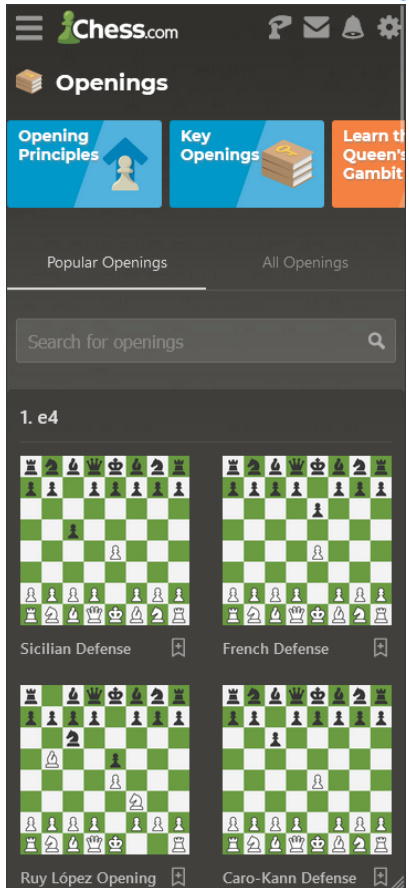 Chess.com
Openings
Opening
Principles
Key
Openings
Learn th
Queen's
Gambit
Popular Openings
All Openings
Search for openings
1. e4
Sicilian Defense
French Defense
Ruy López Opening
Caro-Kann Defense